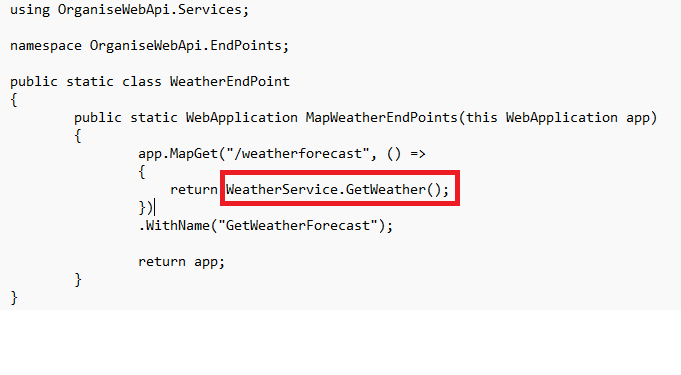 using OrganiseWebApi.Services;
namespace OrganiseWebApi.EndPoints;
public static class WeatherEndPoint
{
public static WebApplication MapWeatherEndPoints(this WebApplication app)
{
app.MapGet("/weatherforecast", () =>
{
return WeatherService.GetWeather();
})
.WithName("GetWeatherForecast");
return app;
}
}